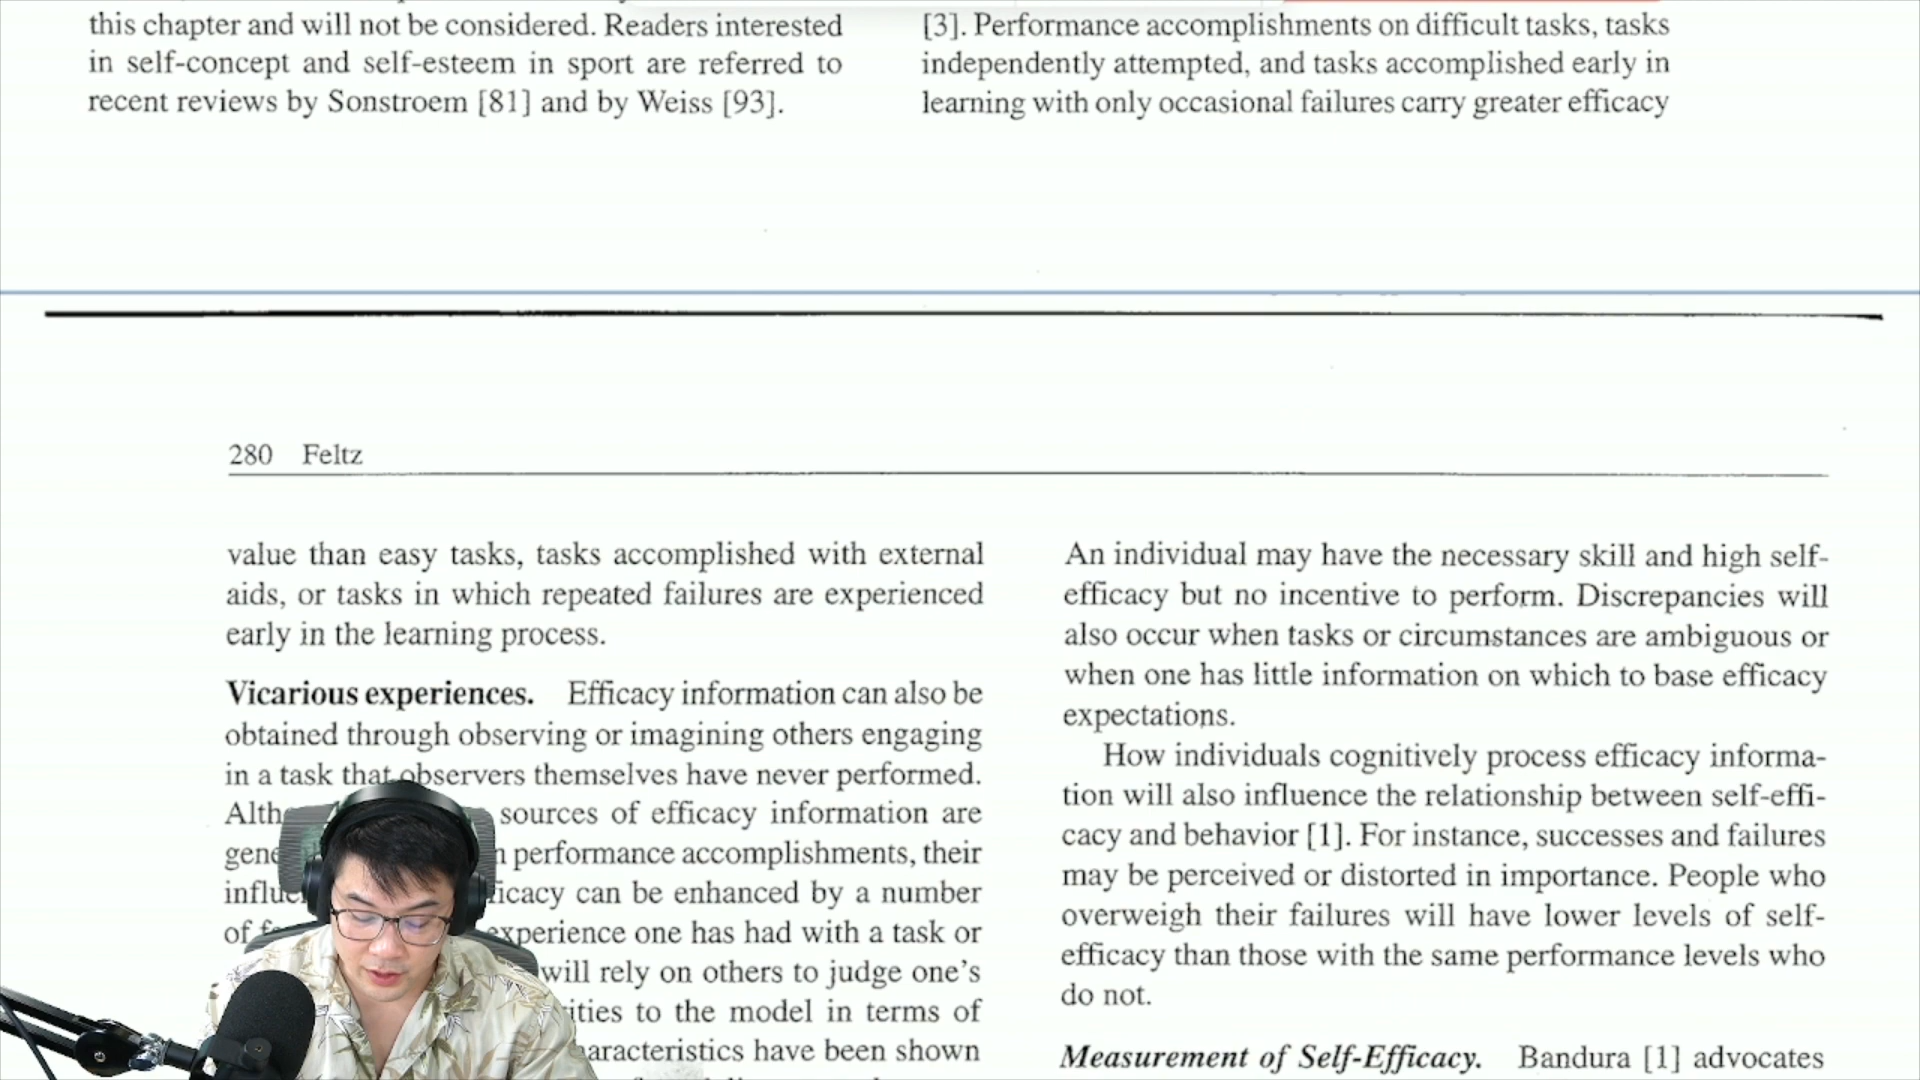 this chapter and will not be considered. Readers interested
in self-concept and self-esteem in sport are referred to
recent reviews by Sonstroem [81] and by Weiss [93].
[3]. Performance accomplishments on difficult tasks, tasks
independently attempted, and tasks accomplished early in
learning with only occasional failures carry greater efficacy
280 Feltz
value than easy tasks, tasks accomplished with external
aids, or tasks in which repeated failures are experienced
early in the learning process.
Vicarious experiences. Efficacy information can also be
obtained through observing or imagining others engaging
in a task that observers themselves have never performed.
sources of efficacy information are
performance accomplishments, their
can be enhanced by a number
of experience one has had with a task or
will rely on others to judge one's
to the model in terms of
have been shown
An individual may have the necessary skill and high self-
efficacy but no incentive to perform. Discrepancies will
also occur when tasks or circumstances are ambiguous or
when one has little information on which to base efficacy
expectations.
How individuals cognitively process efficacy informa-
tion will also influence the relationship between self-effi-
cacy and behavior [1]. For instance, successes and failures
may be perceived or distorted in importance. People who
overweigh their failures will have lower levels of self-
efficacy than those with the same performance levels who
do not.
Measurement of Self-Efficacy. Bandura [1] advocates